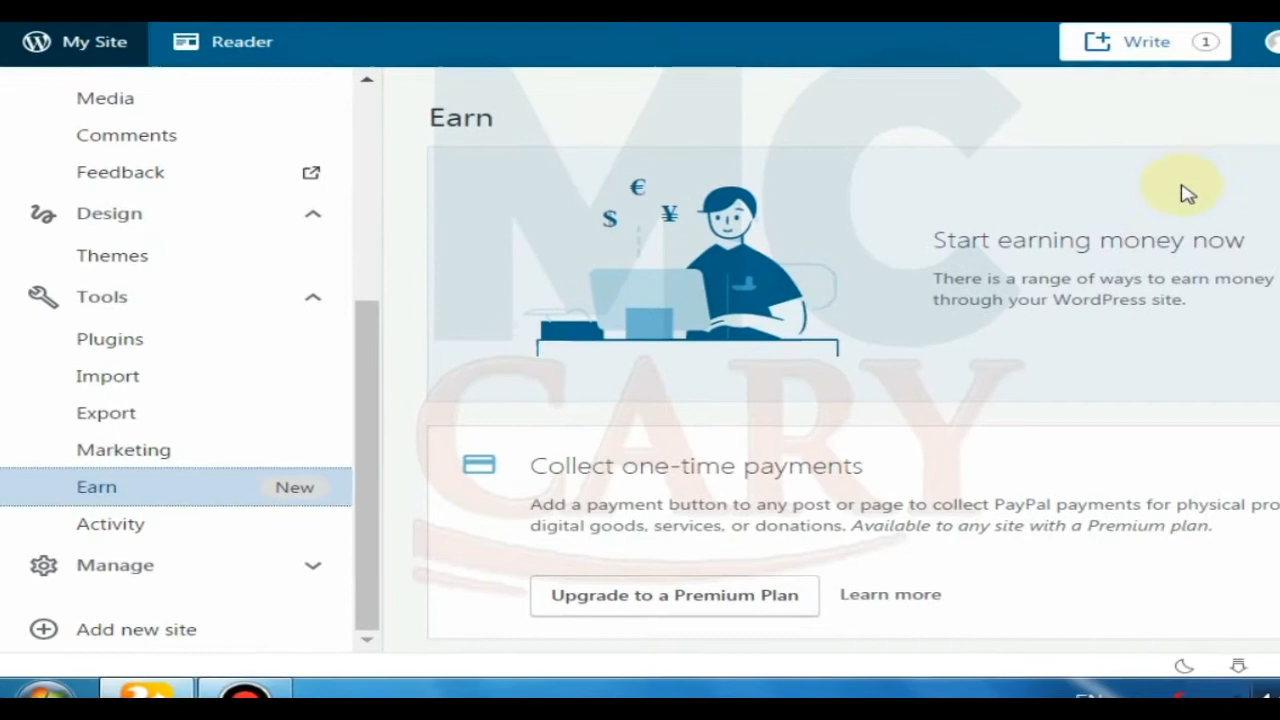 My Site
Reader
Write
1
Media
Comments
Feedback
Design
Themes
Tools
Plugins
Import
Export
Marketing
Earn
New
Activity
Manage
Add new site
Earn
€
$
¥
Start earning money now
There is a range of ways to earn money
through your WordPress site.
Collect one-time payments
Add a payment button to any post or page to collect PayPal payments for physical pro
digital goods, services, or donations. Available to any site with a Premium plan.
Upgrade to a Premium Plan
Learn more
MC
CARY